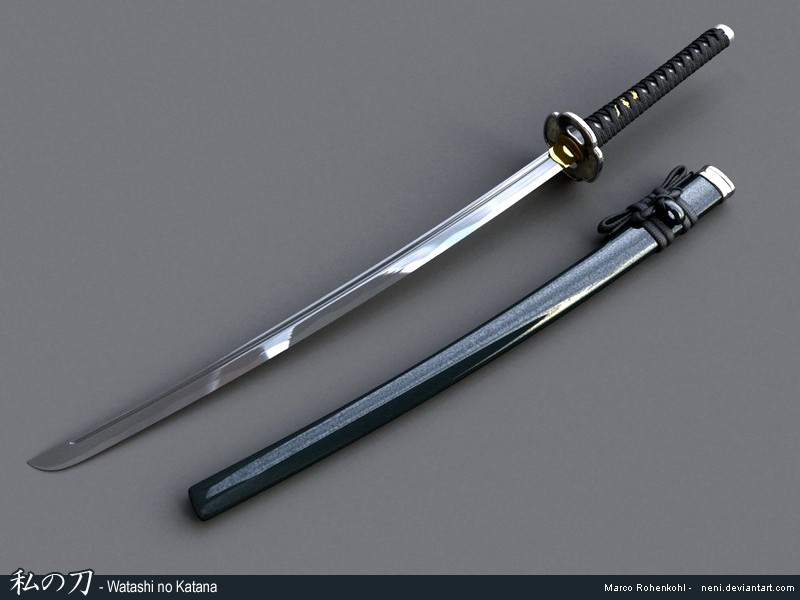 私の刀 - Watashi no Katana
Marco Rohenkohl - neni.deviantart.com